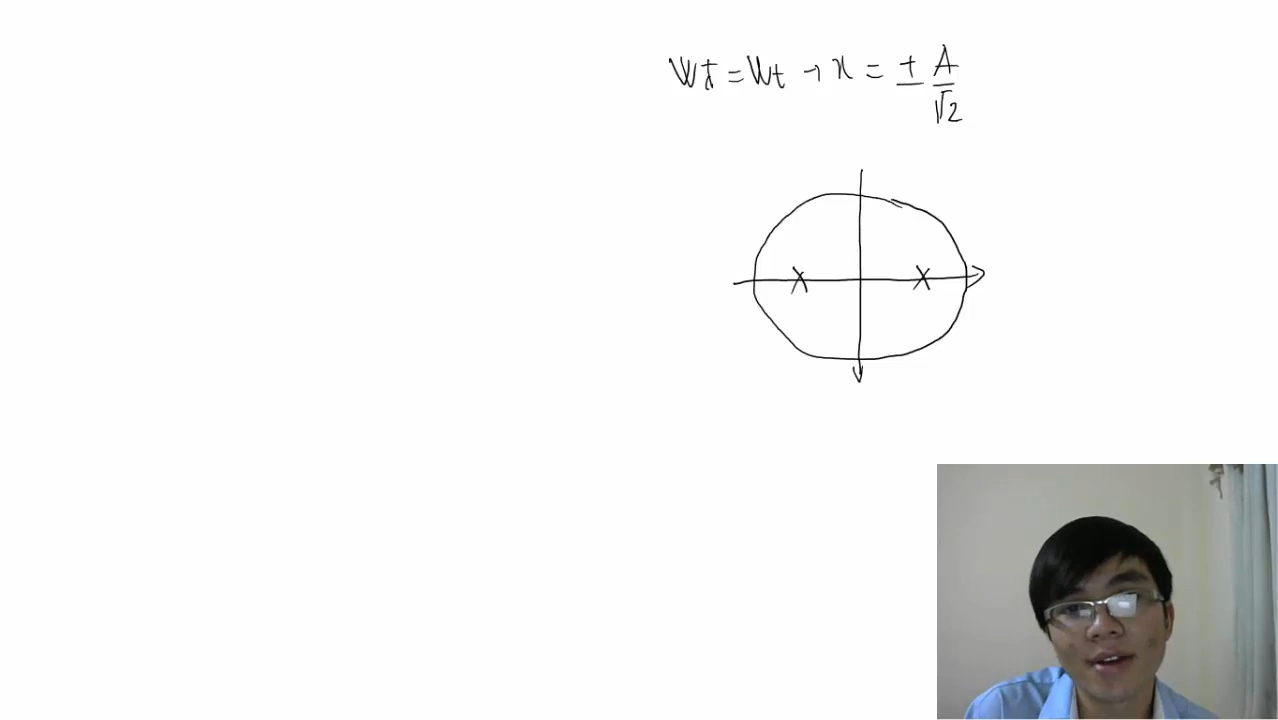 Wđ = Wt → x = ± A/√2